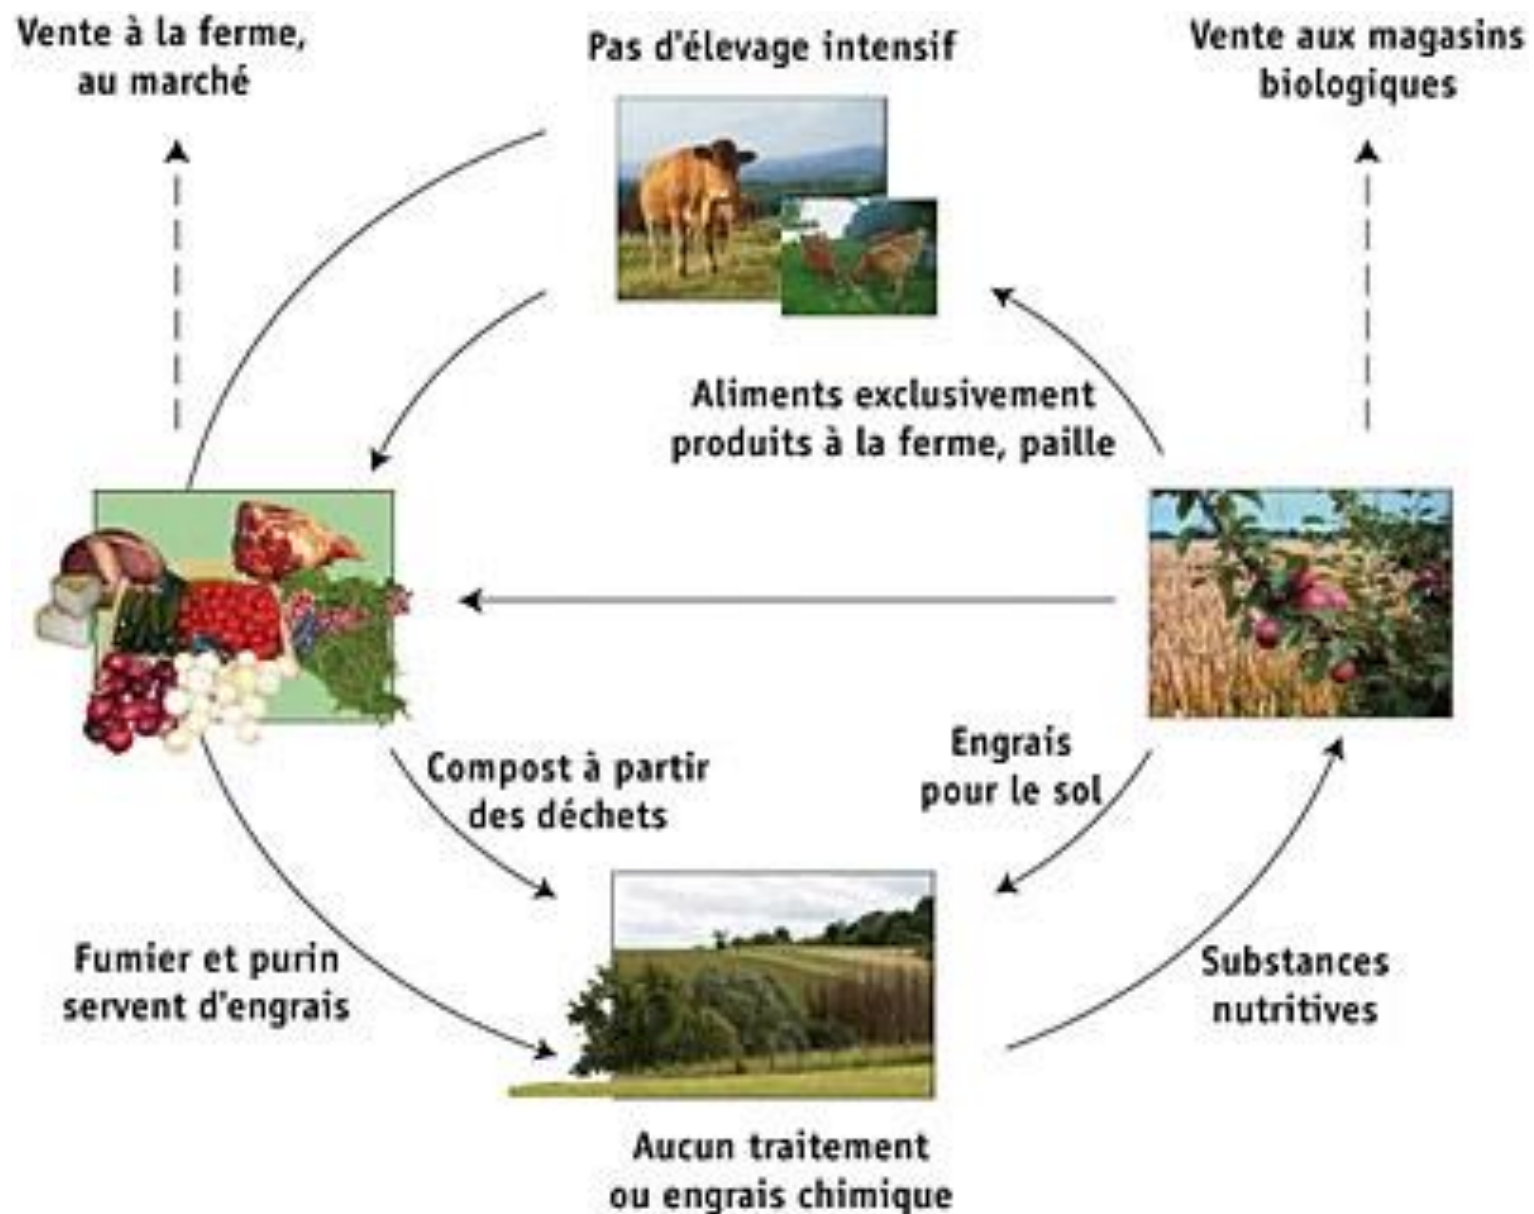 Vente à la ferme,
au marché
Pas d'élevage intensif
Vente aux magasins
biologiques
Aliments exclusivement
produits à la ferme, paille
Compost à partir
des déchets
Engrais
pour le sol
Fumier et purin
servent d'engrais
Substances
nutritives
Aucun traitement
ou engrais chimique